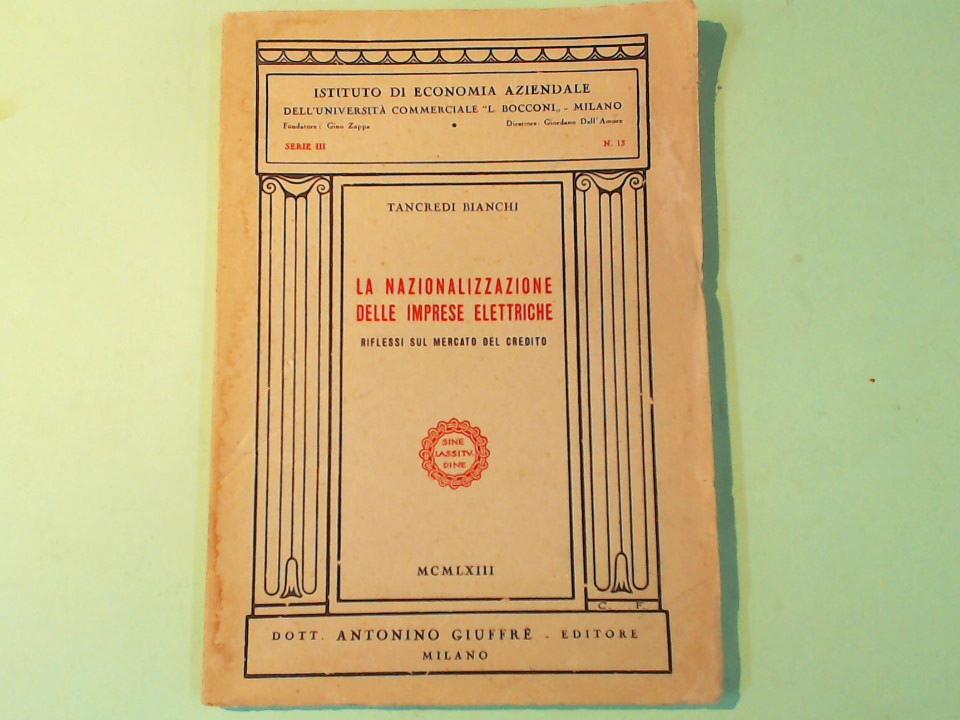 ISTITUTO DI ECONOMIA AZIENDALE
DELL'UNIVERSITÀ COMMERCIALE "L. BOCCONI„ - MILANO
Fondatore: Gino Zappa
Direttore: Giordano Dell'Amore
SERIE III
N. 15
TANCREDI BIANCHI
LA NAZIONALIZZAZIONE
DELLE IMPRESE ELETTRICHE
RIFLESSI SUL MERCATO DEL CREDITO
SINE
LASSITV
DINE
MCMLXIII
C. F.
DOTT. ANTONINO GIUFFRÈ - EDITORE
MILANO